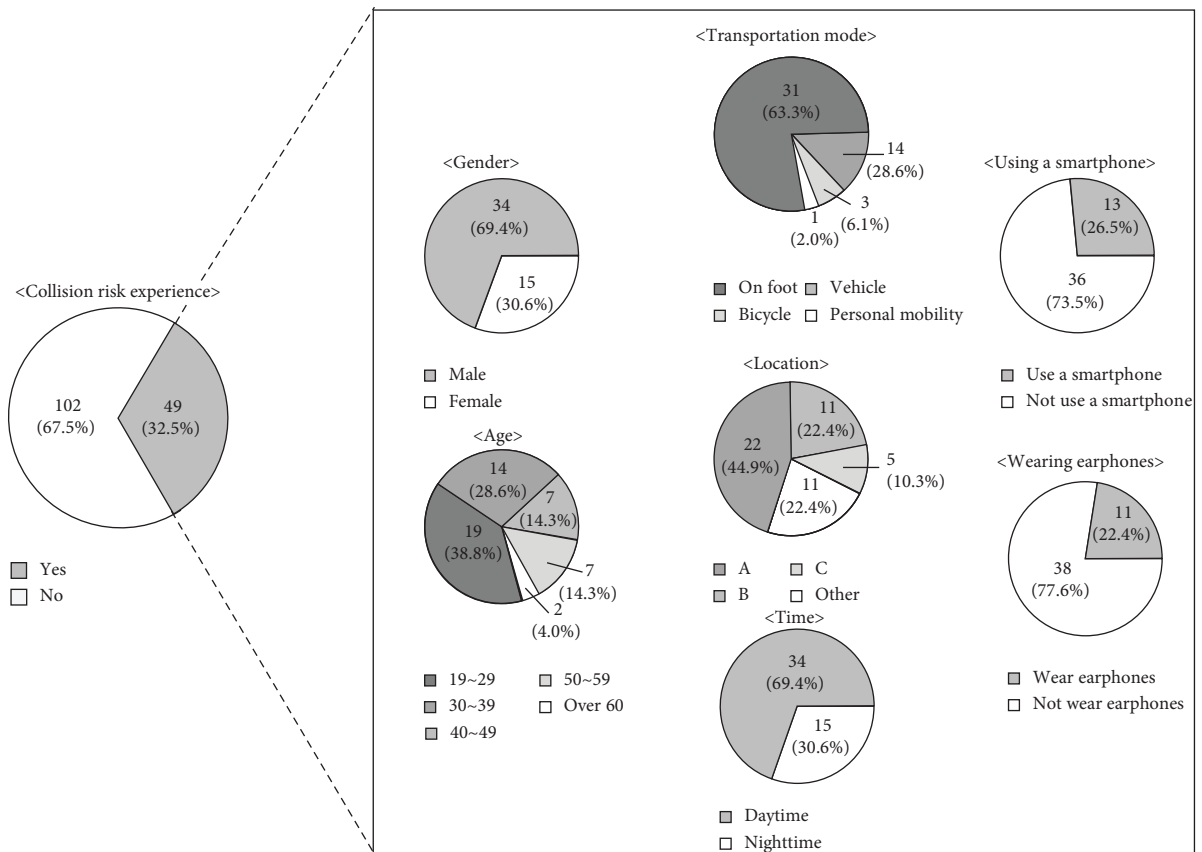 <Collision risk experience>
102
(67.5%)
49
(32.5%)
Yes
No
<Gender>
34
(69.4%)
15
(30.6%)
Male
Female
<Age>
14
(28.6%)
7
(14.3%)
19
(38.8%)
7
(14.3%)
2
(4.0%)
19~29
50~59
30~39
Over 60
40~49
<Transportation mode>
31
(63.3%)
14
(28.6%)
3
(6.1%)
1
(2.0%)
On foot
Vehicle
Bicycle
Personal mobility
<Location>
11
(22.4%)
22
(44.9%)
5
(10.3%)
11
(22.4%)
A
C
B
Other
<Time>
34
(69.4%)
15
(30.6%)
Daytime
Nighttime
<Using a smartphone>
13
(26.5%)
36
(73.5%)
Use a smartphone
Not use a smartphone
<Wearing earphones>
11
(22.4%)
38
(77.6%)
Wear earphones
Not wear earphones